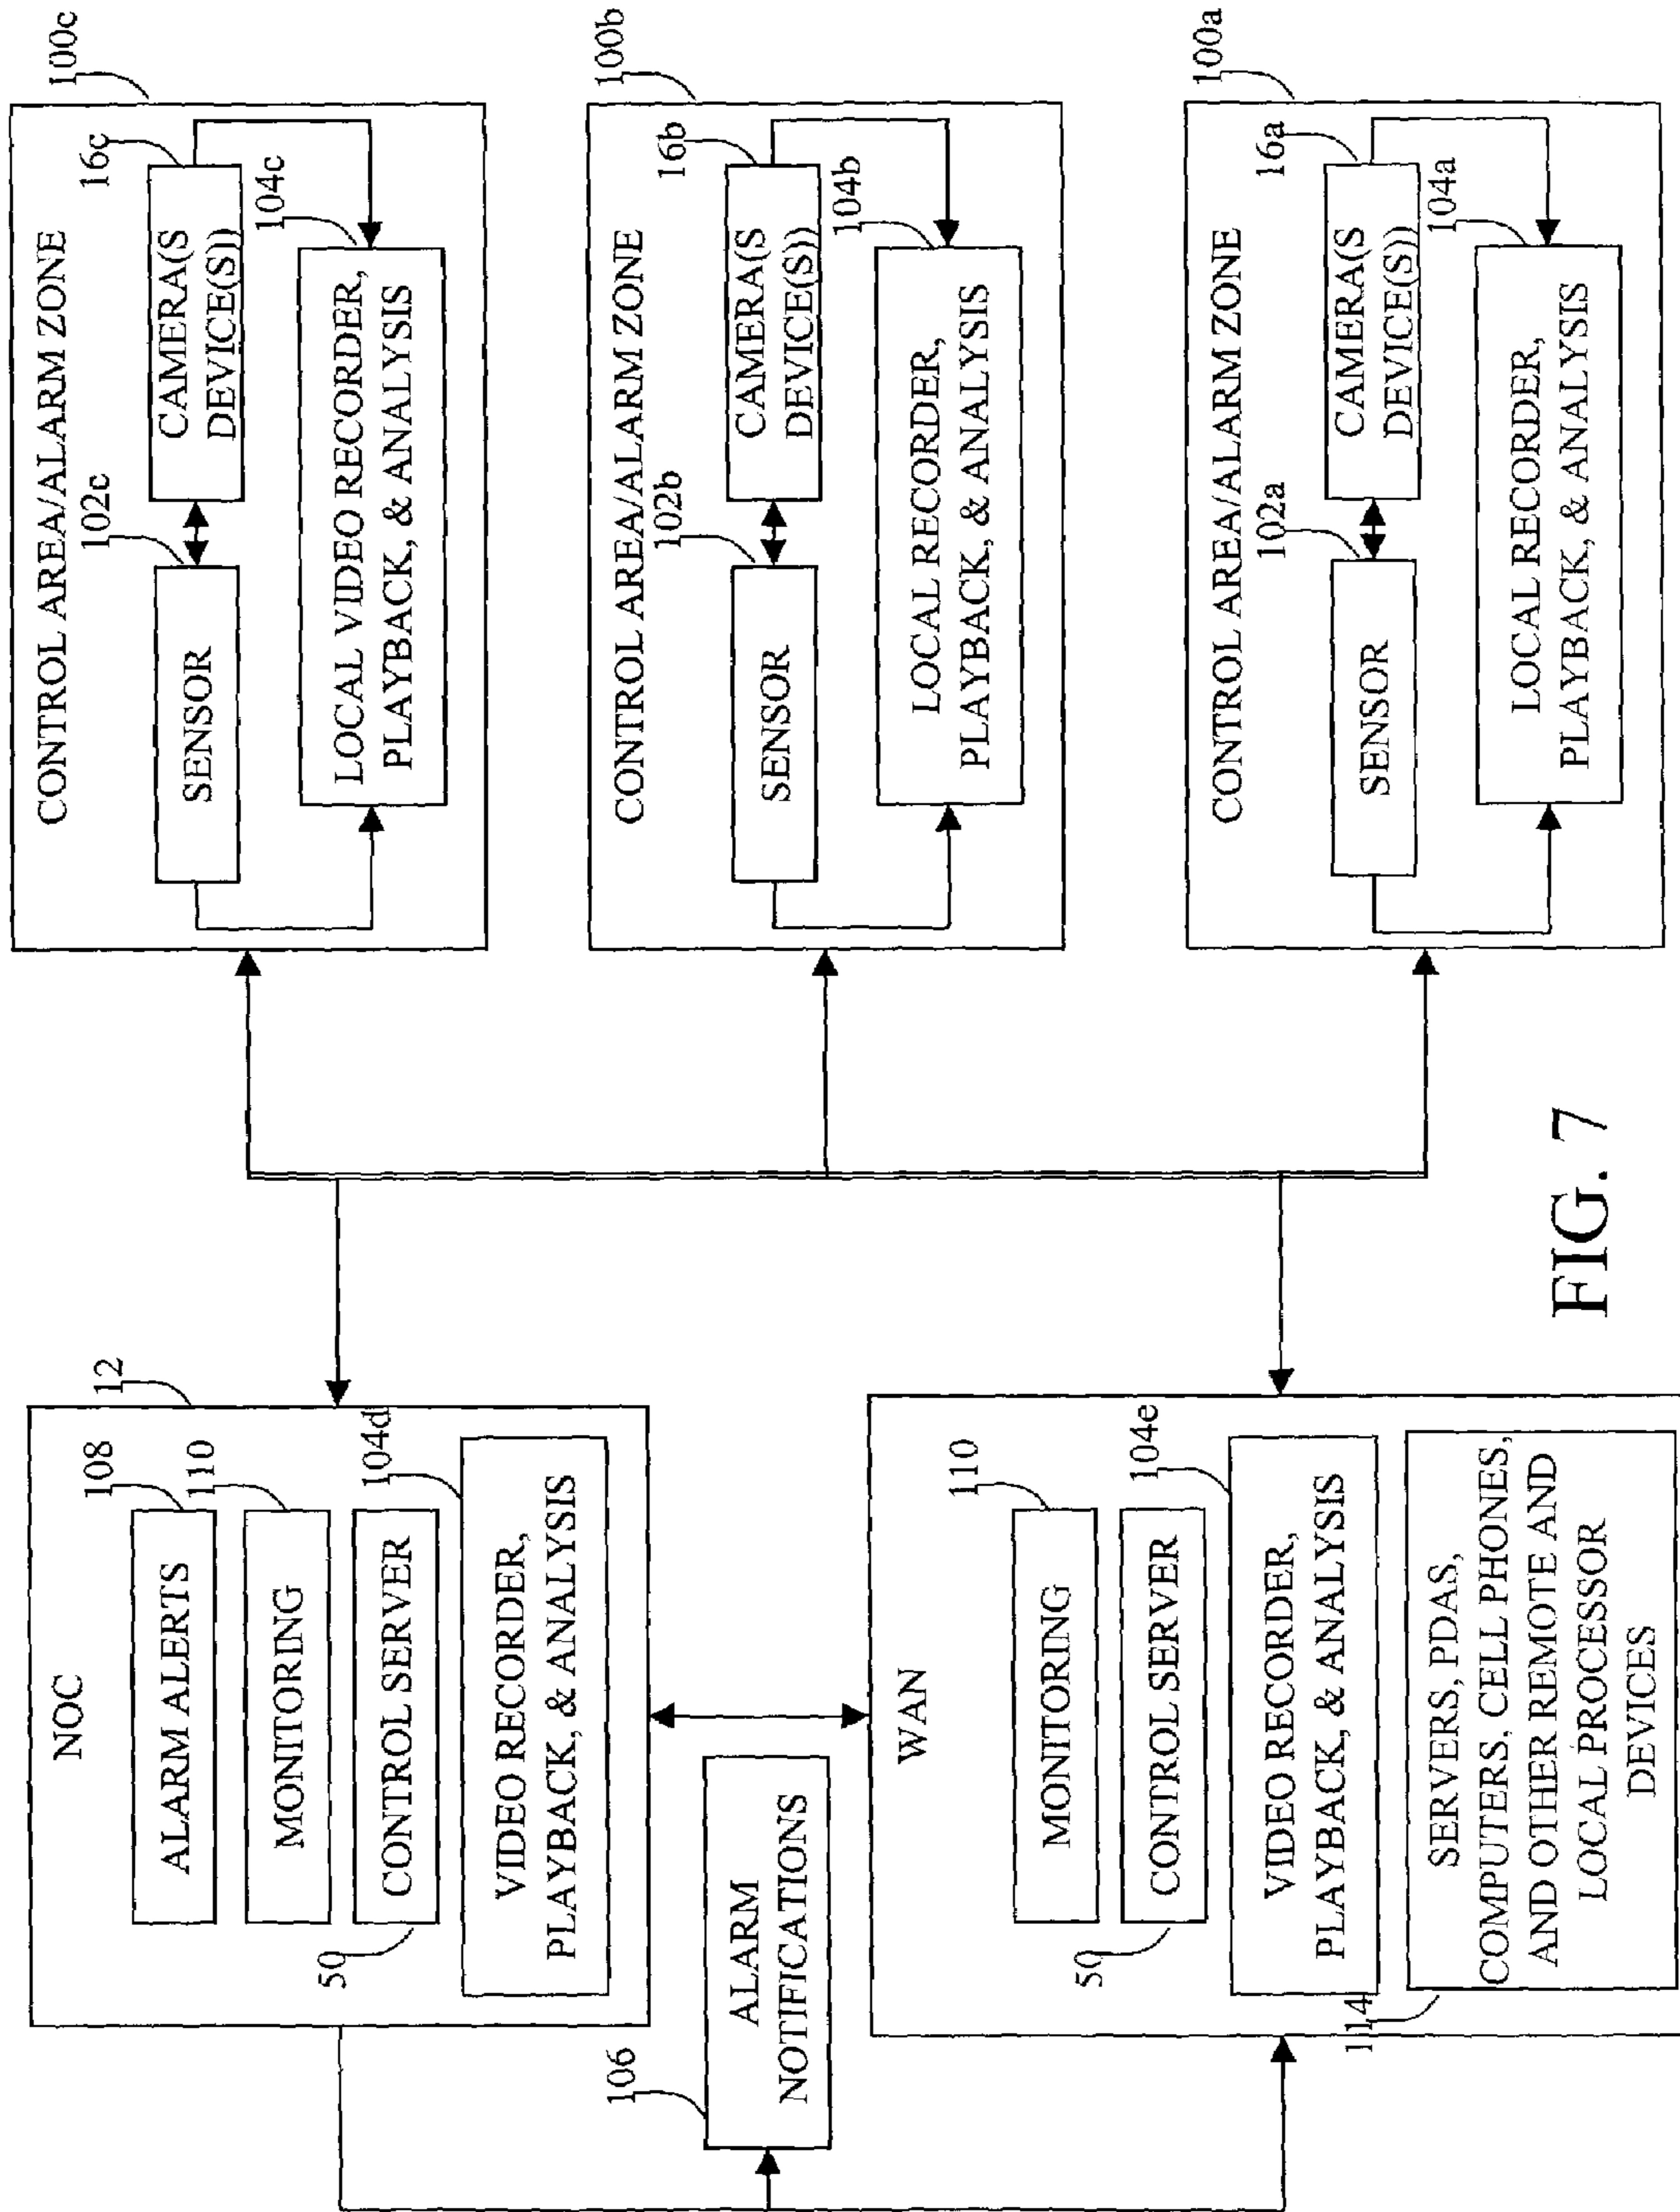 NOC
12
ALARM ALERTS
108
MONITORING
110
CONTROL SERVER
50
104d
VIDEO RECORDER,
PLAYBACK, & ANALYSIS
106
ALARM
NOTIFICATIONS
WAN
MONITORING
110
CONTROL SERVER
50
104e
VIDEO RECORDER,
PLAYBACK, & ANALYSIS
SERVERS, PDAS,
COMPUTERS, CELL PHONES,
AND OTHER REMOTE AND
LOCAL PROCESSOR
DEVICES
114
100c
CONTROL AREA/ALARM ZONE
102c
16c
SENSOR
CAMERA(S
DEVICE(S))
104c
LOCAL VIDEO RECORDER,
PLAYBACK, & ANALYSIS
100b
CONTROL AREA/ALARM ZONE
102b
16b
SENSOR
CAMERA(S
DEVICE(S))
104b
LOCAL RECORDER,
PLAYBACK, & ANALYSIS
100a
CONTROL AREA/ALARM ZONE
102a
16a
SENSOR
CAMERA(S
DEVICE(S))
104a
LOCAL RECORDER,
PLAYBACK, & ANALYSIS
FIG. 7